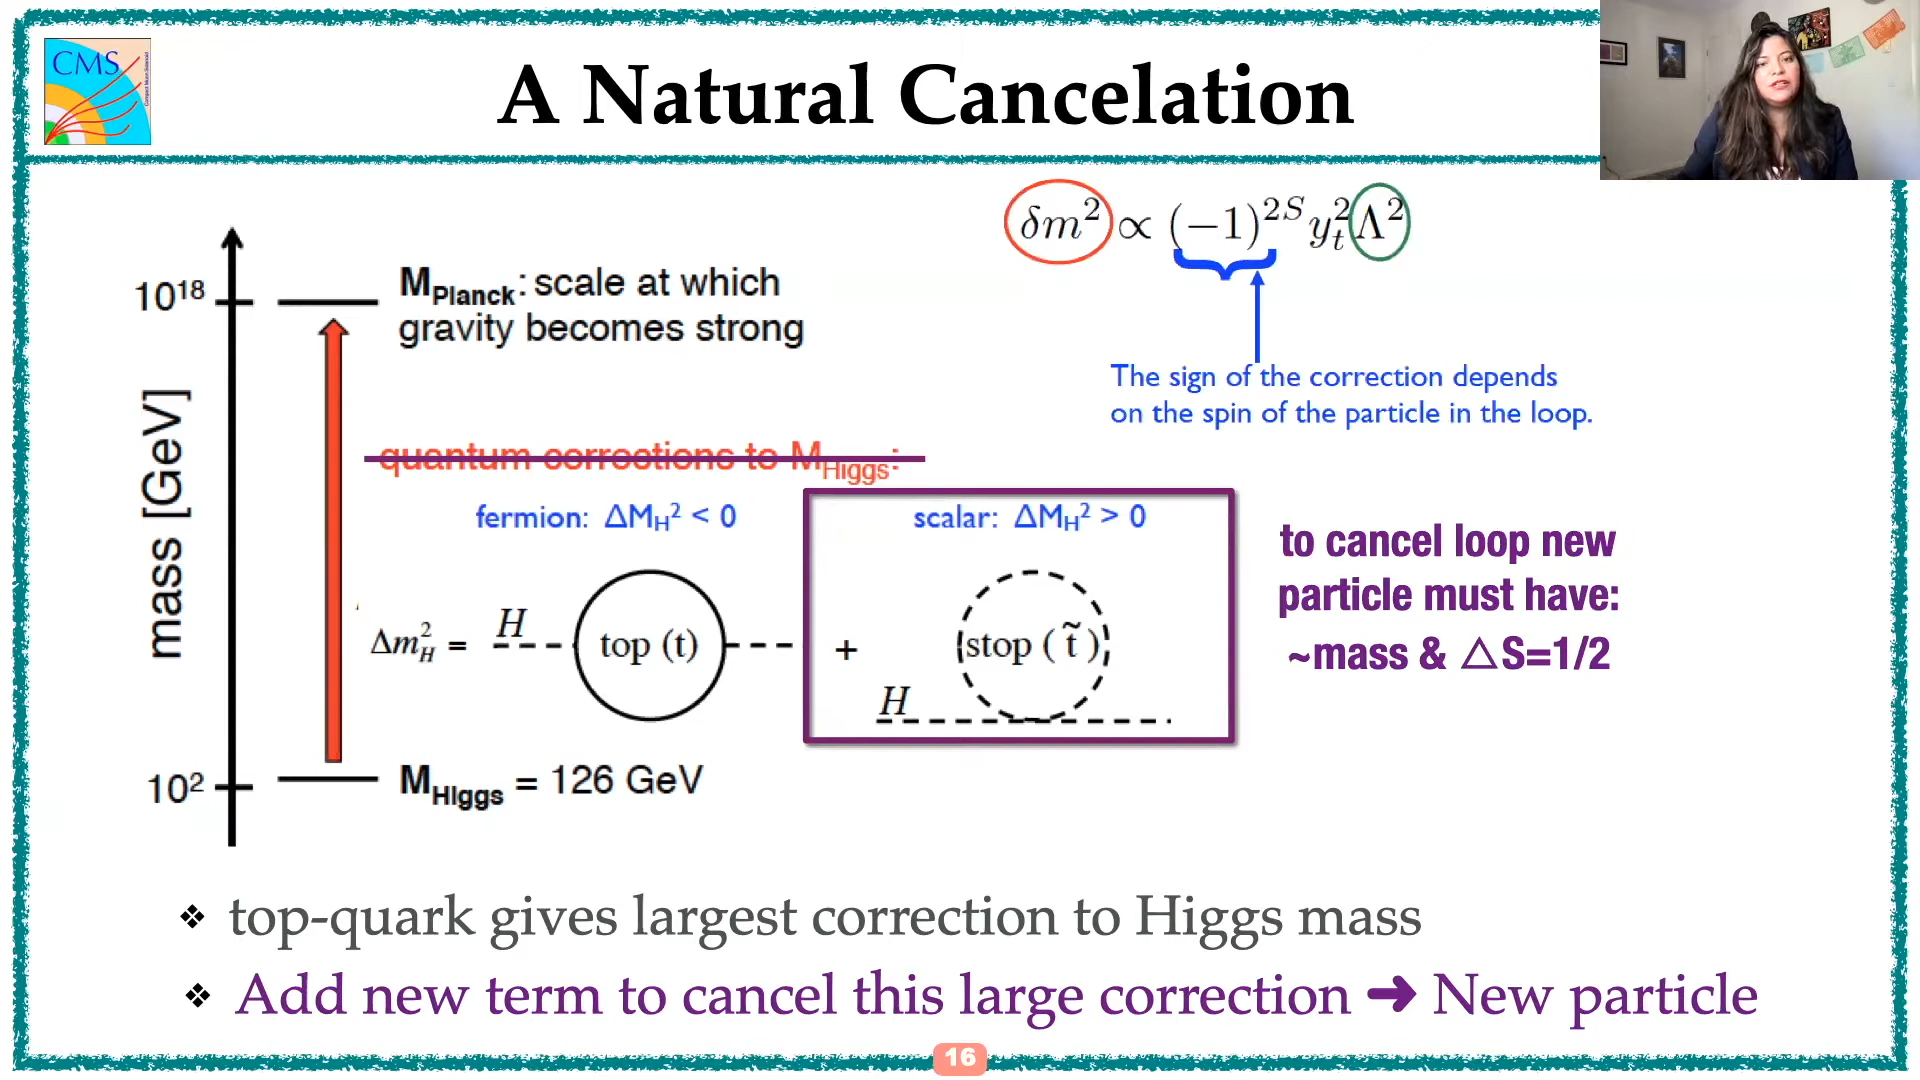 CMS
A Natural Cancelation
δm² ∝ (−1)^{2S} y_t² Λ²
The sign of the correction depends
on the spin of the particle in the loop.
mass [GeV]
10¹⁸
M_Planck: scale at which
gravity becomes strong
quantum corrections to M_Higgs:
fermion: ΔM_H² < 0
scalar: ΔM_H² > 0
Δm_H² = H top (t) + H stop (t̃)
to cancel loop new
particle must have:
~mass & △S=1/2
10²
M_Higgs = 126 GeV
❖ top-quark gives largest correction to Higgs mass
❖ Add new term to cancel this large correction ➜ New particle
16